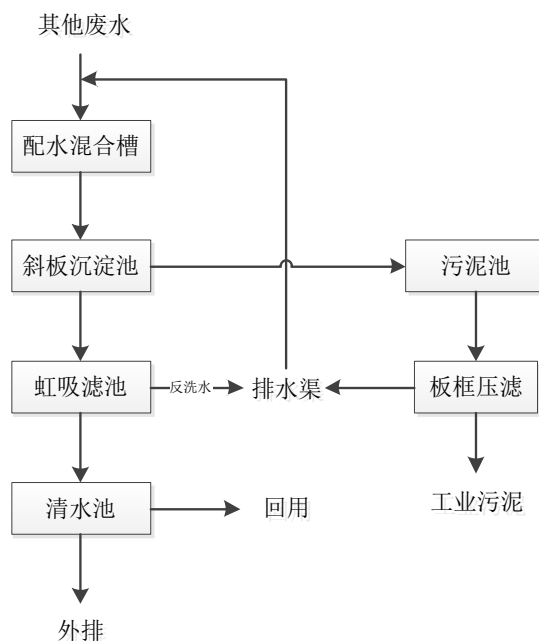 其他废水
配水混合槽
斜板沉淀池
污泥池
虹吸滤池
反洗水
排水渠
板框压滤
清水池
回用
工业污泥
外排